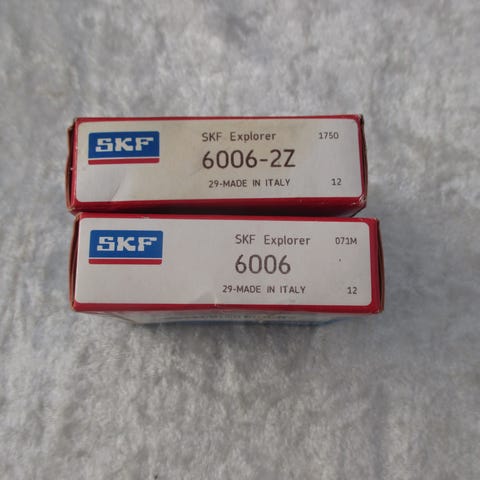 SKF
SKF Explorer 1750
6006-2Z
29-MADE IN ITALY 12
SKF
SKF Explorer 071M
6006
29-MADE IN ITALY 12